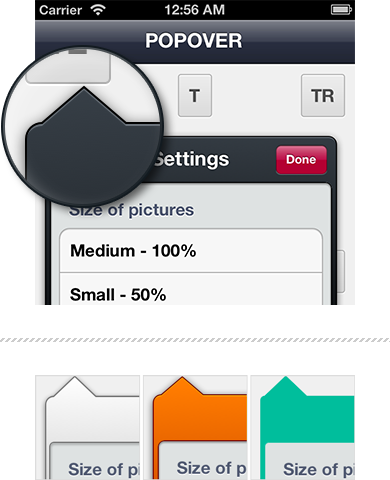 Carrier 12:56 AM
POPOVER
T TR
Settings Done
Size of pictures
Medium - 100%
Small - 50%
Size of pi Size of p Size of pi